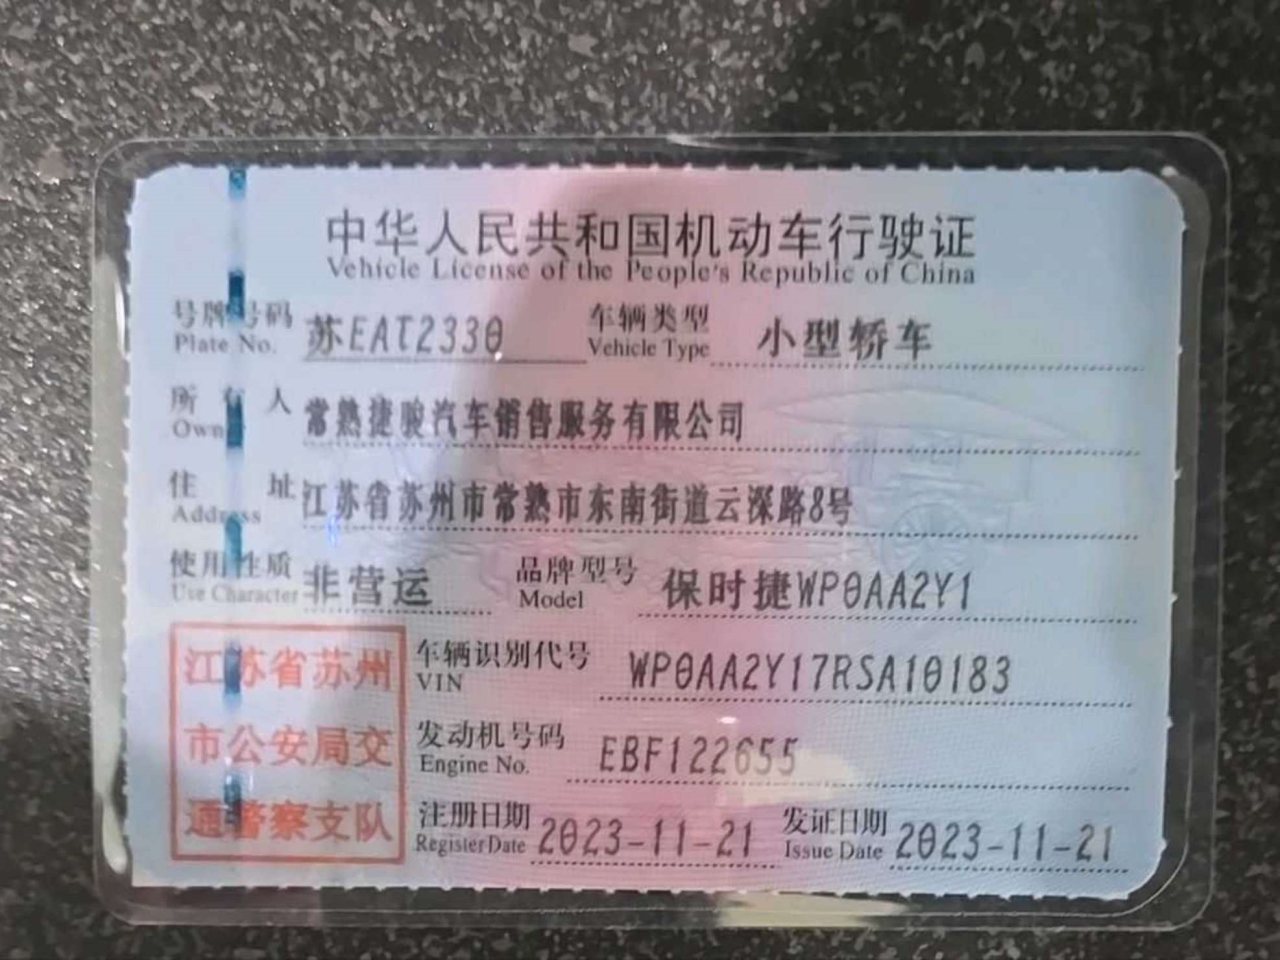 中华人民共和国机动车行驶证
Vehicle License of the People's Republic of China
号牌号码 苏EAT2330 车辆类型 小型轿车
Plate No. Vehicle Type
所有人 常熟捷骏汽车销售服务有限公司
Owner
住址 江苏省苏州市常熟市东南街道云深路8号
Address
使用性质 非营运 品牌型号 保时捷WP0AA2Y1
Use Character Model
江苏省苏州
市公安局交
通警察支队
车辆识别代号 WP0AA2Y17RSA10183
VIN
发动机号码 EBF122655
Engine No.
注册日期 2023-11-21 发证日期 2023-11-21
Register Date Issue Date